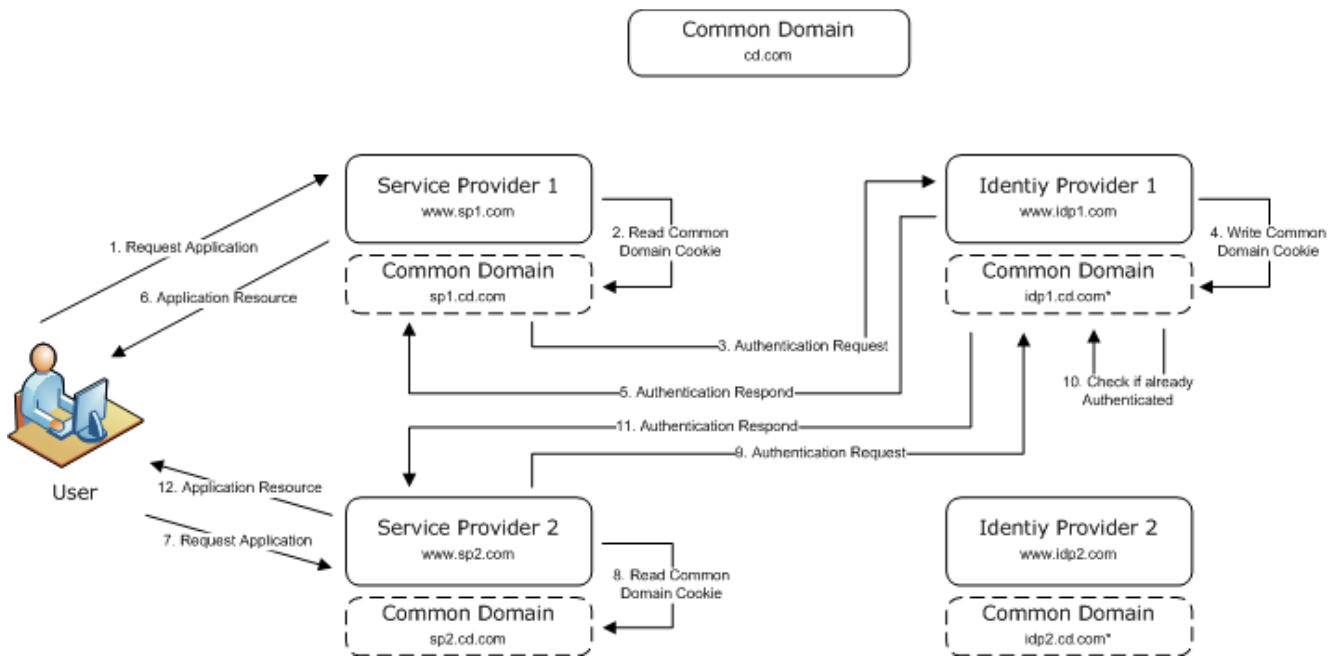 Common Domain
cd.com
Service Provider 1
www.sp1.com
Identiy Provider 1
www.idp1.com
1. Request Application
2. Read Common
Domain Cookie
4. Write Common
Domain Cookie
Common Domain
sp1.cd.com
Common Domain
idp1.cd.com*
6. Application Resource
3. Authentication Request
5. Authentication Respond
10. Check if already
Authenticated
11. Authentication Respond
9. Authentication Request
User
12. Application Resource
7. Request Application
Service Provider 2
www.sp2.com
Identiy Provider 2
www.idp2.com
8. Read Common
Domain Cookie
Common Domain
sp2.cd.com
Common Domain
idp2.cd.com*